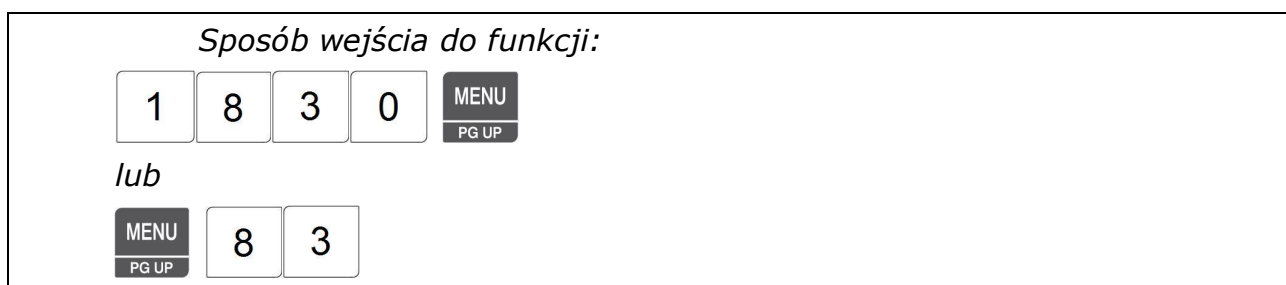 Sposób wejścia do funkcji:
1 8 3 0 MENU
PG UP
lub
MENU 8 3
PG UP